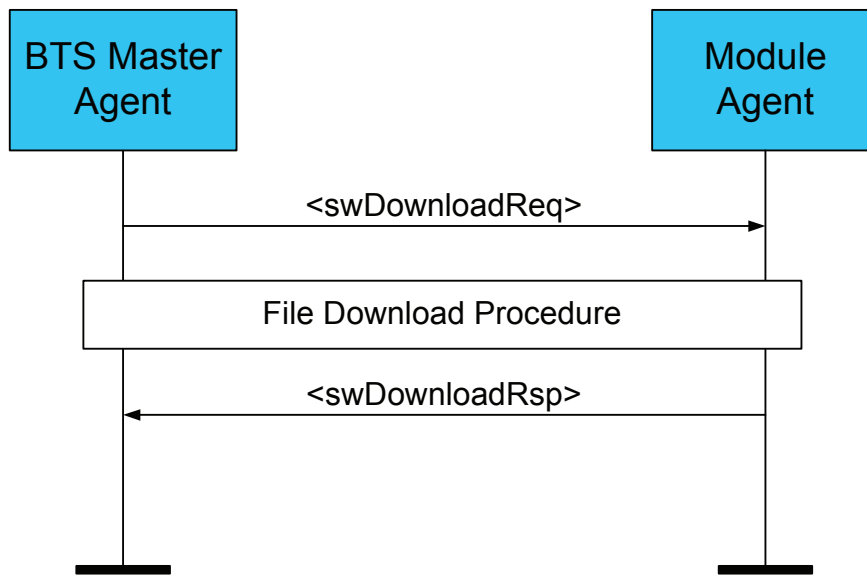 BTS Master
Agent
Module
Agent
<swDownloadReq>
File Download Procedure
<swDownloadRsp>